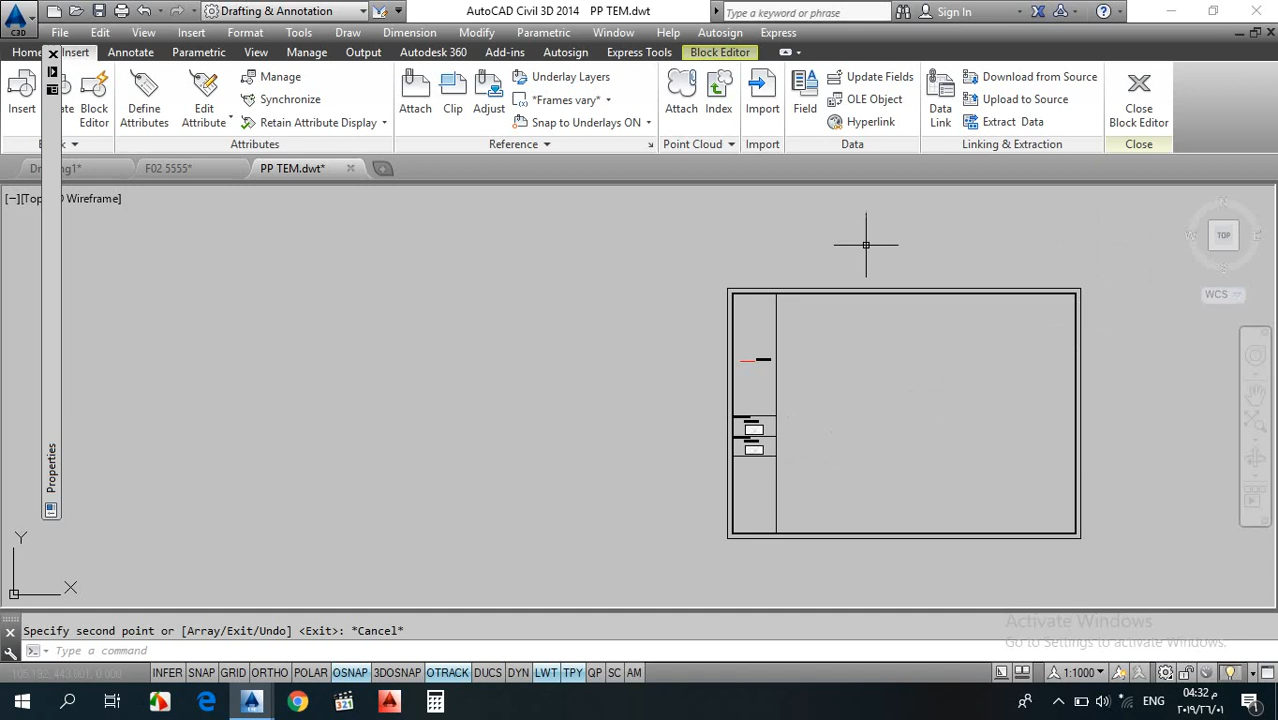 Drafting & Annotation
AutoCAD Civil 3D 2014 PP TEM.dwt
Type a keyword or phrase
Sign In
C3D
File Edit View Insert Format Tools Draw Dimension Modify Parametric Window Help Autosign Express
Home Insert Annotation Parametric View Manage Output Autodesk 360 Add-ins Autosign Express Tools Block Editor
Insert
Block Editor
Define Attributes
Edit Attribute
Manage
Synchronize
Retain Attribute Display
Attach
Clip
Adjust
Underlay Layers
*Frames vary*
Snap to Underlays ON
Attach
Index
Import
Field
Update Fields
OLE Object
Hyperlink
Data Link
Download from Source
Upload to Source
Extract Data
Close Block Editor
Attributes Reference Point Cloud Import Data Linking & Extraction Close
F02 5555* PP TEM.dwt*
N
W TOP E
S
WCS
Properties
Y
X
Specify second point or [Array/Exit/Undo] <Exit>: *Cancel*
Type a command
Activate Windows
Go to Settings to activate Windows.
INFER SNAP GRID ORTHO POLAR OSNAP 3DOSNAP OTRACK DUCS DYN LWT TPY QP SC AM
1:1000
ENG
04:32 م